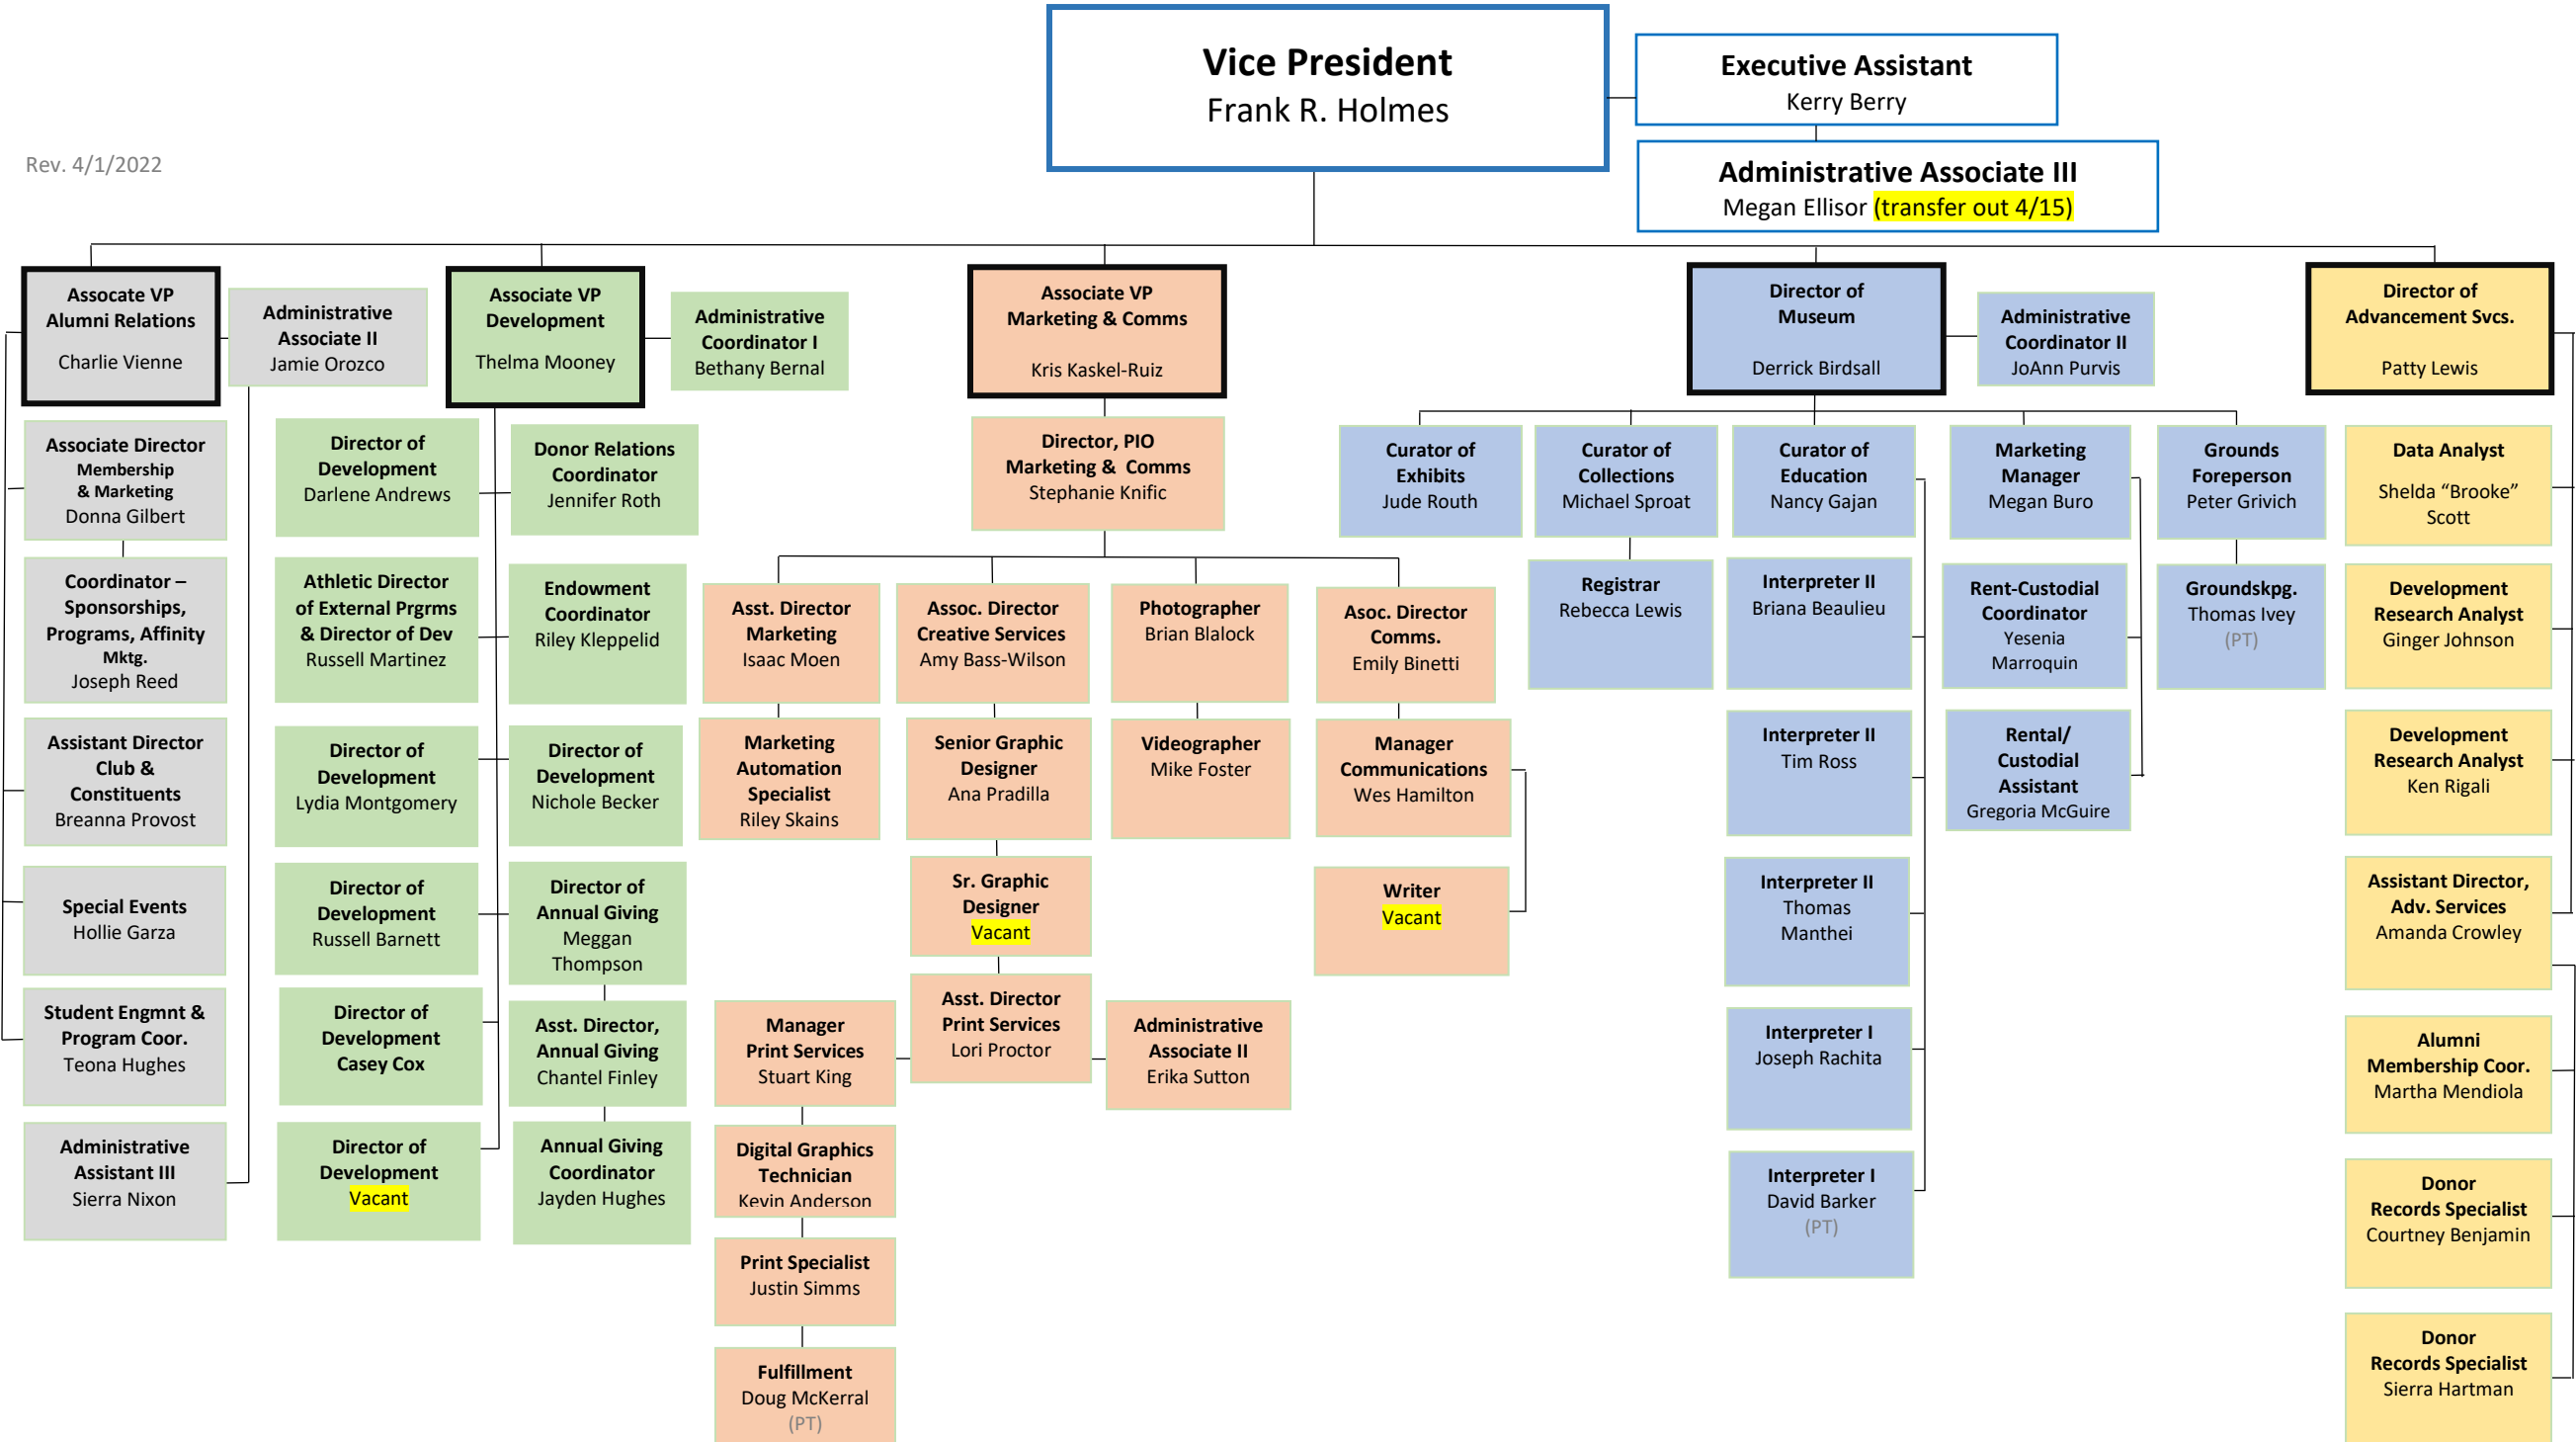 Vice President
Frank R. Holmes
Executive Assistant
Kerry Berry
Administrative Associate III
Megan Ellisor (transfer out 4/15)
Rev. 4/1/2022
Assocate VP
Alumni Relations
Charlie Vienne
Administrative
Associate II
Jamie Orozco
Associate Director
Membership
& Marketing
Donna Gilbert
Coordinator –
Sponsorships,
Programs, Affinity
Mktg.
Joseph Reed
Assistant Director
Club &
Constituents
Breanna Provost
Special Events
Hollie Garza
Student Engmnt &
Program Coor.
Teona Hughes
Administrative
Assistant III
Sierra Nixon
Associate VP
Development
Thelma Mooney
Administrative
Coordinator I
Bethany Bernal
Director of
Development
Darlene Andrews
Donor Relations
Coordinator
Jennifer Roth
Athletic Director
of External Prgrms
& Director of Dev
Russell Martinez
Endowment
Coordinator
Riley Kleppelid
Director of
Development
Lydia Montgomery
Director of
Development
Nichole Becker
Director of
Development
Russell Barnett
Director of
Annual Giving
Meggan
Thompson
Director of
Development
Casey Cox
Asst. Director,
Annual Giving
Chantel Finley
Director of
Development
Vacant
Annual Giving
Coordinator
Jayden Hughes
Associate VP
Marketing & Comms
Kris Kaskel-Ruiz
Director, PIO
Marketing & Comms
Stephanie Knific
Asst. Director
Marketing
Isaac Moen
Assoc. Director
Creative Services
Amy Bass-Wilson
Photographer
Brian Blalock
Asoc. Director
Comms.
Emily Binetti
Marketing
Automation
Specialist
Riley Skains
Senior Graphic
Designer
Ana Pradilla
Videographer
Mike Foster
Manager
Communications
Wes Hamilton
Sr. Graphic
Designer
Vacant
Writer
Vacant
Manager
Print Services
Stuart King
Asst. Director
Print Services
Lori Proctor
Administrative
Associate II
Erika Sutton
Digital Graphics
Technician
Kevin Anderson
Print Specialist
Justin Simms
Fulfillment
Doug McKerral
(PT)
Director of
Museum
Derrick Birdsall
Administrative
Coordinator II
JoAnn Purvis
Curator of
Exhibits
Jude Routh
Curator of
Collections
Michael Sproat
Curator of
Education
Nancy Gajan
Marketing
Manager
Megan Buro
Grounds
Foreperson
Peter Grivich
Registrar
Rebecca Lewis
Interpreter II
Briana Beaulieu
Rent-Custodial
Coordinator
Yesenia
Marroquin
Groundskpg.
Thomas Ivey
(PT)
Interpreter II
Tim Ross
Rental/
Custodial
Assistant
Gregoria McGuire
Interpreter II
Thomas
Manthei
Interpreter I
Joseph Rachita
Interpreter I
David Barker
(PT)
Director of
Advancement Svcs.
Patty Lewis
Data Analyst
Shelda “Brooke”
Scott
Development
Research Analyst
Ginger Johnson
Development
Research Analyst
Ken Rigali
Assistant Director,
Adv. Services
Amanda Crowley
Alumni
Membership Coor.
Martha Mendiola
Donor
Records Specialist
Courtney Benjamin
Donor
Records Specialist
Sierra Hartman